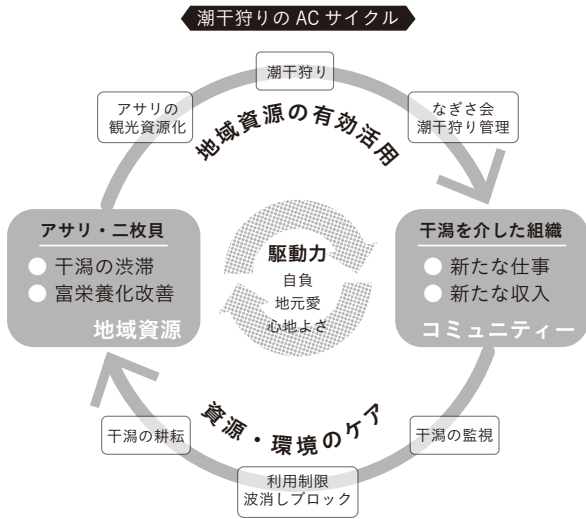 潮干狩りのACサイクル
潮干狩り
アサリの
観光資源化
なぎさ会
潮干狩り管理
地域資源の有効活用
アサリ・二枚貝
● 干潟の渋滞
● 富栄養化改善
地域資源
駆動力
自負
地元愛
心地よさ
干潟を介した組織
● 新たな仕事
● 新たな収入
コミュニティー
資源・環境のケア
干潟の耕耘
干潟の監視
利用制限
波消しブロック